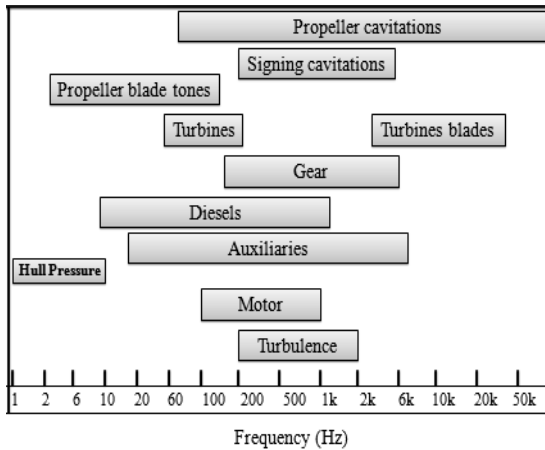 Propeller cavitations
Signing cavitations
Propeller blade tones
Turbines
Turbines blades
Gear
Diesels
Auxiliaries
Hull Pressure
Motor
Turbulence
1 2 6 10 20 60 100 200 500 1k 2k 6k 10k 20k 50k
Frequency (Hz)